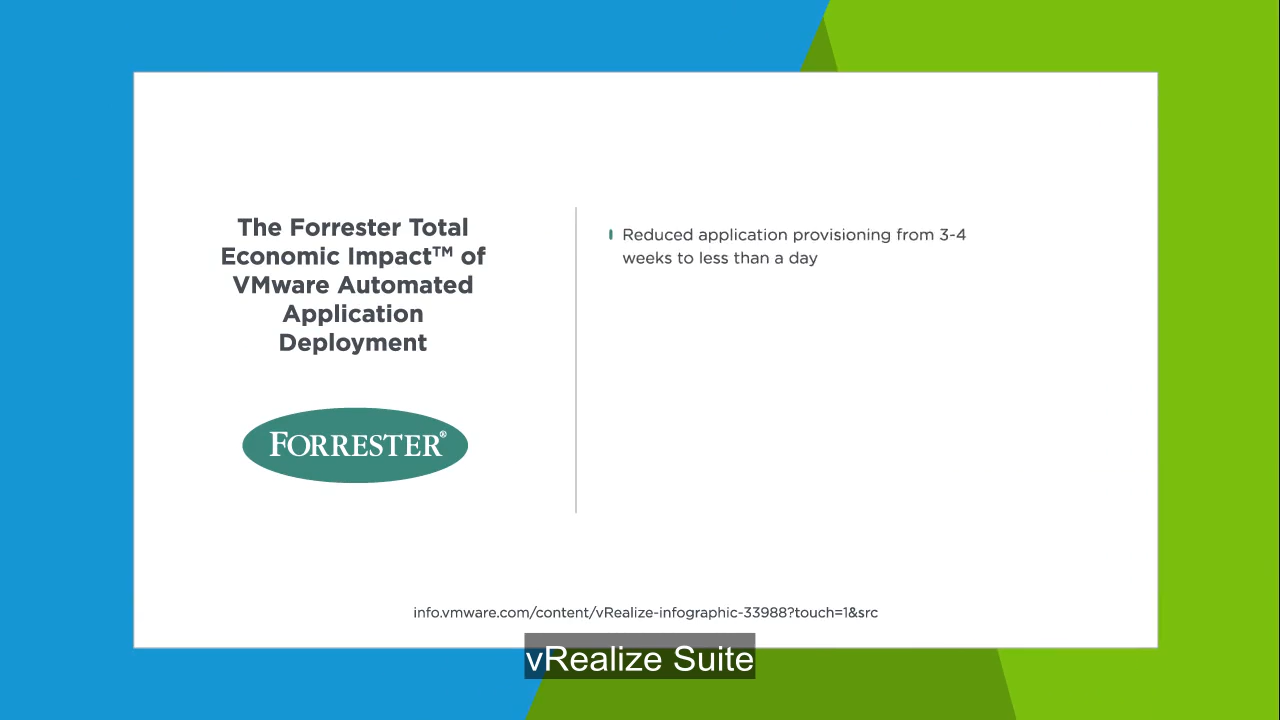 The Forrester Total
Economic Impact™ of
VMware Automated
Application
Deployment
FORRESTER®
Reduced application provisioning from 3-4
weeks to less than a day
info.vmware.com/content/vRealize-infographic-33988?touch=1&src
vRealize Suite